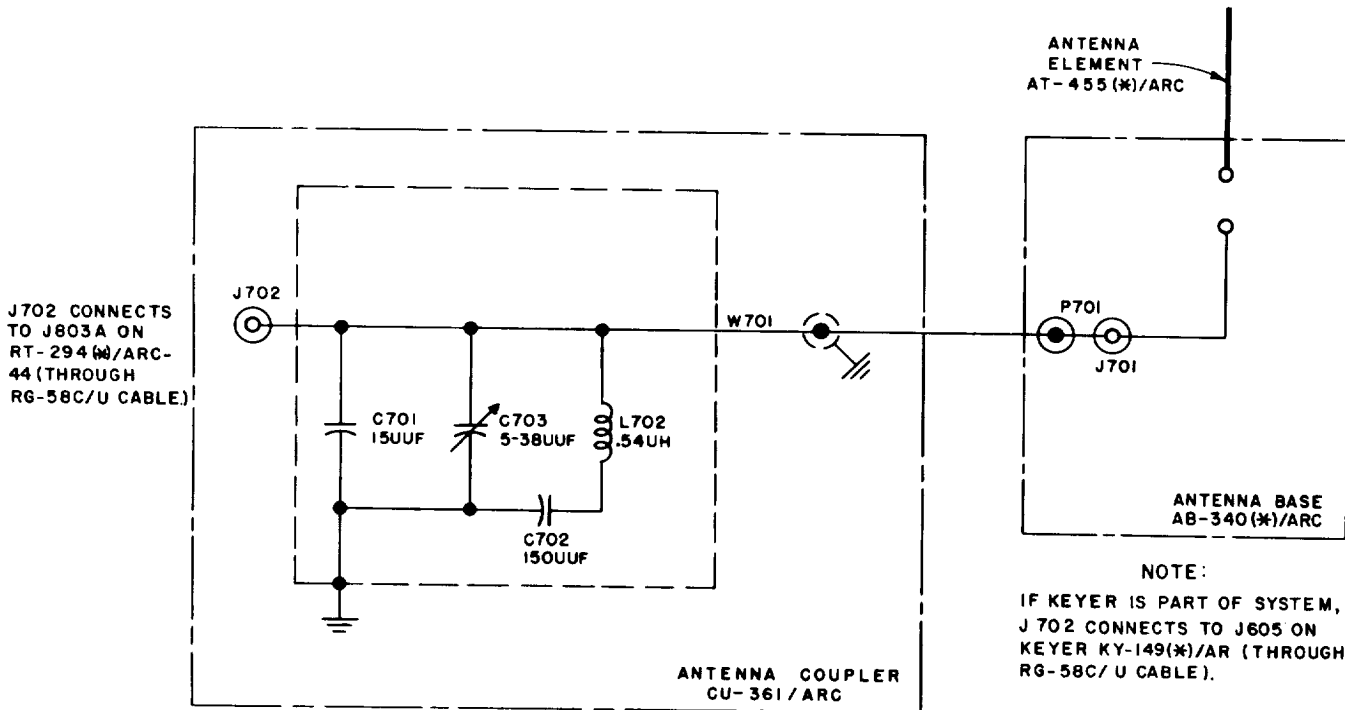 ANTENNA
ELEMENT
AT-455(*)/ARC
J702 CONNECTS
TO J803A ON
RT-294(*)/ARC-
44(THROUGH
RG-58C/U CABLE.)
J702
C701
15UUF
C703
5-38UUF
L702
.54UH
C702
150UUF
W701
P701
J701
ANTENNA BASE
AB-340(*)/ARC
ANTENNA COUPLER
CU-361/ARC
NOTE:
IF KEYER IS PART OF SYSTEM,
J702 CONNECTS TO J605 ON
KEYER KY-149(*)/AR (THROUGH
RG-58C/U CABLE).